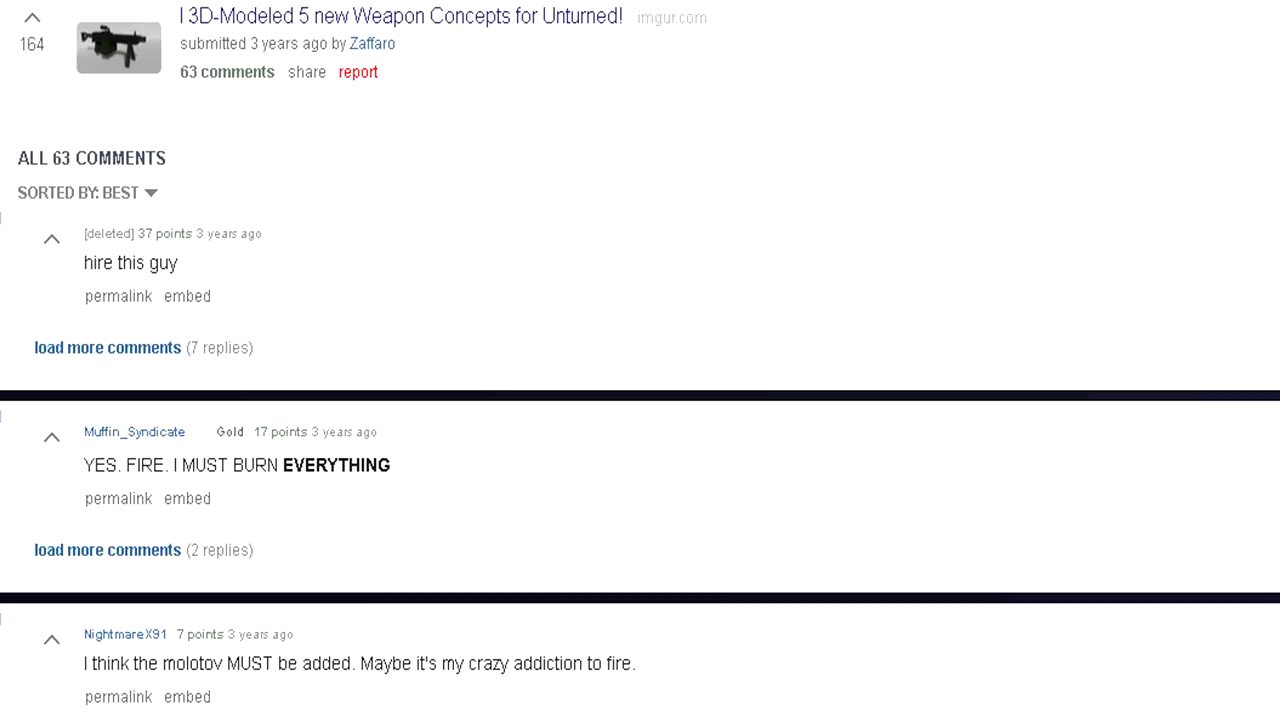 I 3D-Modeled 5 new Weapon Concepts for Unturned! imgur.com
164
submitted 3 years ago by Zaffaro
63 comments share report
ALL 63 COMMENTS
SORTED BY: BEST
[deleted] 37 points 3 years ago
hire this guy
permalink embed
load more comments (7 replies)
Muffin_Syndicate Gold 17 points 3 years ago
YES. FIRE. I MUST BURN EVERYTHING
permalink embed
load more comments (2 replies)
NightmareX91 7 points 3 years ago
I think the molotov MUST be added. Maybe it's my crazy addiction to fire.
permalink embed